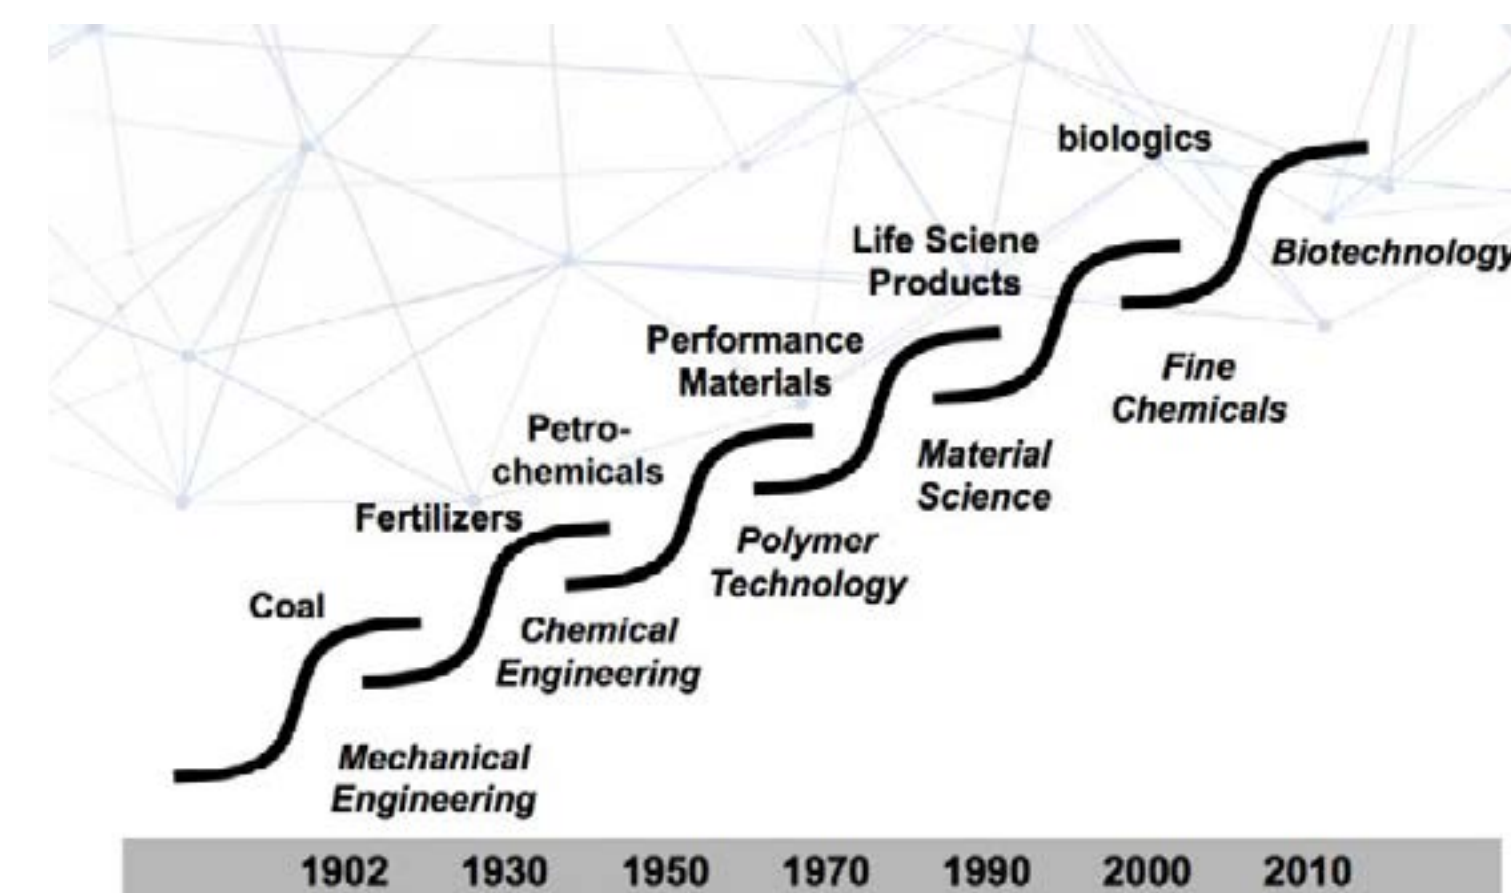 biologics
Life Sciene
Products
Biotechnology
Performance
Materials
Fine
Chemicals
Petro-
chemicals
Material
Science
Fertilizers
Polymer
Technology
Coal
Chemical
Engineering
Mechanical
Engineering
1902 1930 1950 1970 1990 2000 2010